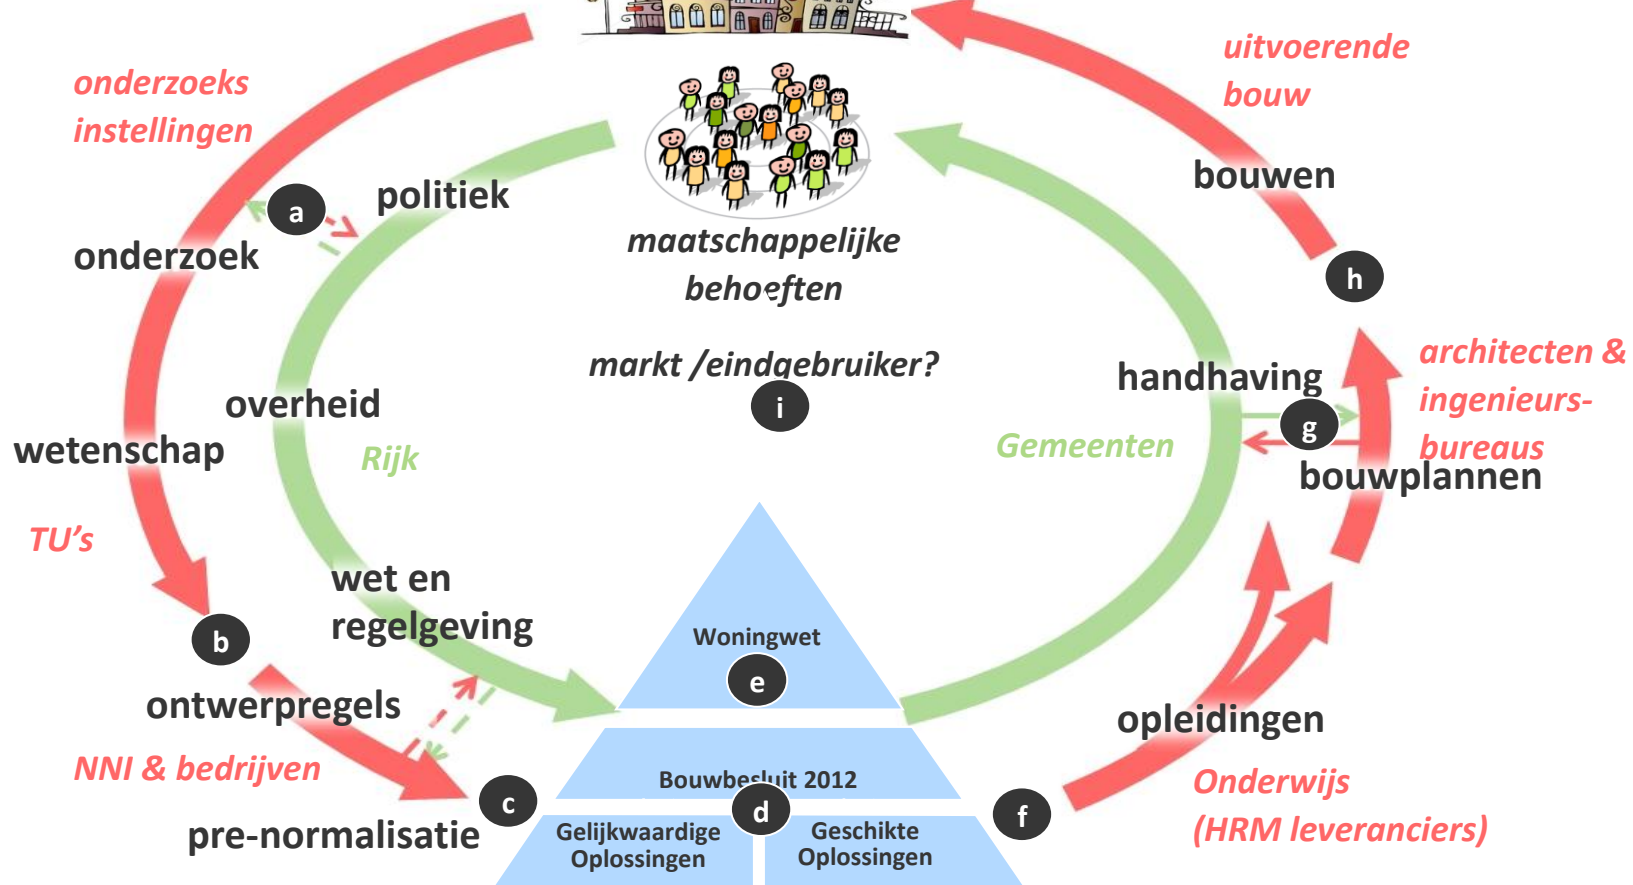 uitvoerende
bouw
onderzoeks
instellingen
bouwen
politiek
a
maatschappelijke
behoeften
onderzoek
h
markt /eindgebruiker?
architecten &
ingenieurs-
bureaus
handhaving
i
g
overheid
Gemeenten
wetenschap
Rijk
bouwplannen
TU's
wet en
regelgeving
b
Woningwet
e
ontwerpregels
opleidingen
NNI & bedrijven
Bouwbesluit 2012
Onderwijs
(HRM leveranciers)
c
d
f
pre-normalisatie
Gelijkwaardige
Oplossingen
Geschikte
Oplossingen